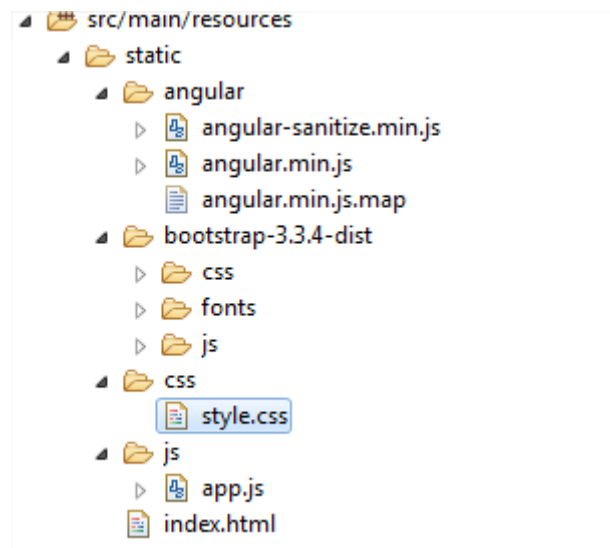 src/main/resources
static
angular
angular-sanitize.min.js
angular.min.js
angular.min.js.map
bootstrap-3.3.4-dist
css
fonts
js
css
style.css
js
app.js
index.html